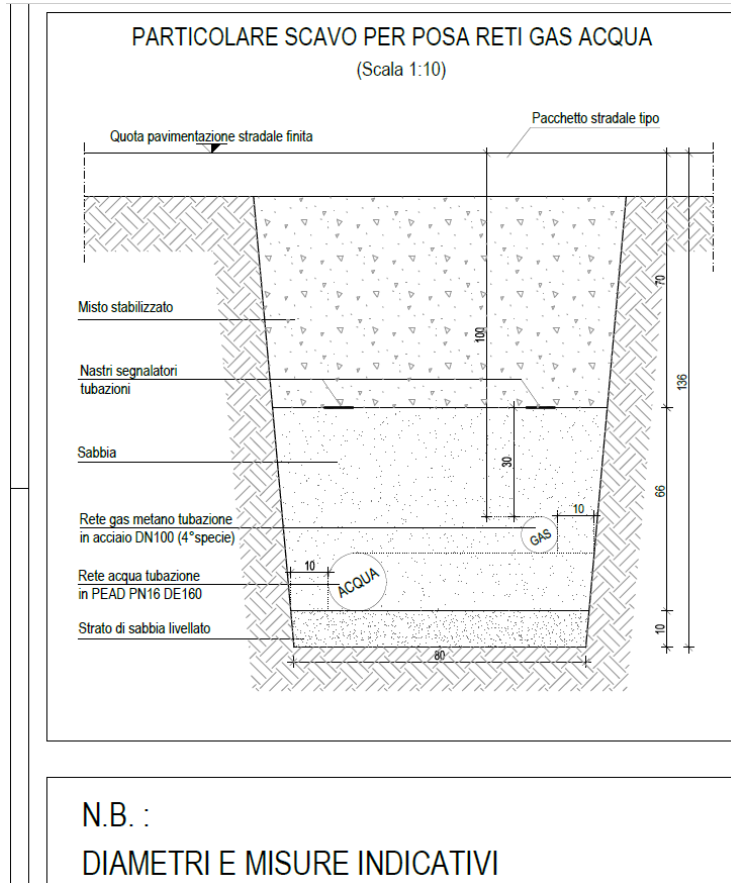 PARTICOLARE SCAVO PER POSA RETI GAS ACQUA
(Scala 1:10)
Pacchetto stradale tipo
Quota pavimentazione stradale finita
70
Misto stabilizzato
100
136
Nastri segnalatori
tubazioni
Sabbia
30
66
Rete gas metano tubazione
in acciaio DN100 (4°specie)
10
GAS
10
Rete acqua tubazione
in PEAD PN16 DE160
ACQUA
Strato di sabbia livellato
10
80
N.B. :
DIAMETRI E MISURE INDICATIVI